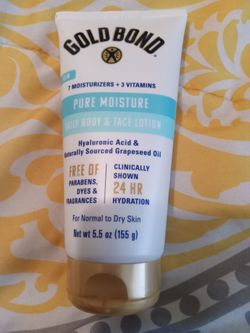 GOLD BOND
7 MOISTURIZERS + 3 VITAMINS
PURE MOISTURE
DAILY BODY & FACE LOTION
Hyaluronic Acid &
Naturally Sourced Grapeseed Oil
FREE OF
PARABENS,
DYES &
FRAGRANCES
CLINICALLY
SHOWN
24 HR
HYDRATION
For Normal to Dry Skin
Net wt 5.5 oz (155 g)